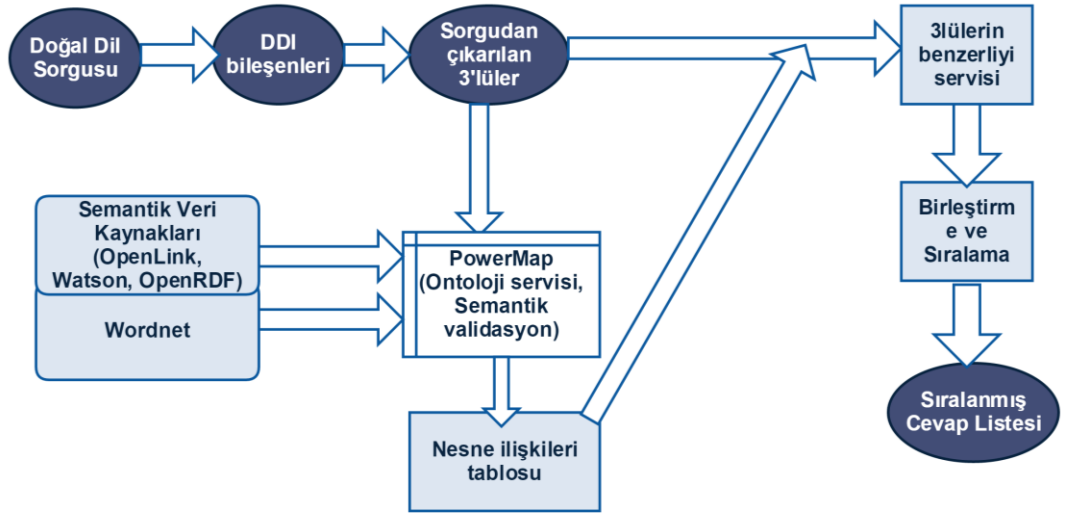 Doğal Dil
Sorgusu
DDI
bileşenleri
Sorgudan
çıkarılan
3'lüler
3lülerin
benzerliyi
servisi
Semantik Veri
Kaynakları
(OpenLink,
Watson, OpenRDF)
Wordnet
PowerMap
(Ontoloji servisi,
Semantik
validasyon)
Nesne ilişkileri
tablosu
Birleştirm
e ve
Sıralama
Sıralanmış
Cevap Listesi